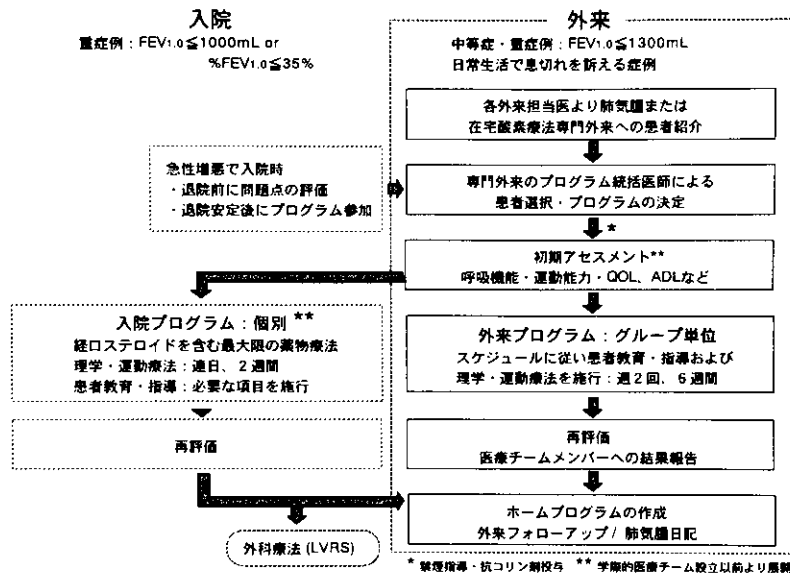 入院
重症例：FEV1.0≦1000mL or
%FEV1.0≦35%
外来
中等症・重症例：FEV1.0≦1300mL
日常生活で息切れを訴える症例
各外来担当医より肺気腫または
在宅酸素療法専門外来への患者紹介
急性増悪で入院時
・退院前に問題点の評価
・退院安定後にプログラム参加
専門外来のプログラム統括医師による
患者選択・プログラムの決定
*
初期アセスメント**
呼吸機能・運動能力・QOL、ADLなど
入院プログラム：個別 **
経口ステロイドを含む最大限の薬物療法
理学・運動療法：連日、２週間
患者教育・指導：必要な項目を施行
外来プログラム：グループ単位
スケジュールに従い患者教育・指導および
理学・運動療法を施行：週２回、６週間
再評価
再評価
医療チームメンバーへの結果報告
ホームプログラムの作成
外来フォローアップ / 肺気腫日記
外科療法 (LVRS)
* 禁煙指導・抗コリン剤投与 ** 学際的医療チーム設立以前より展開